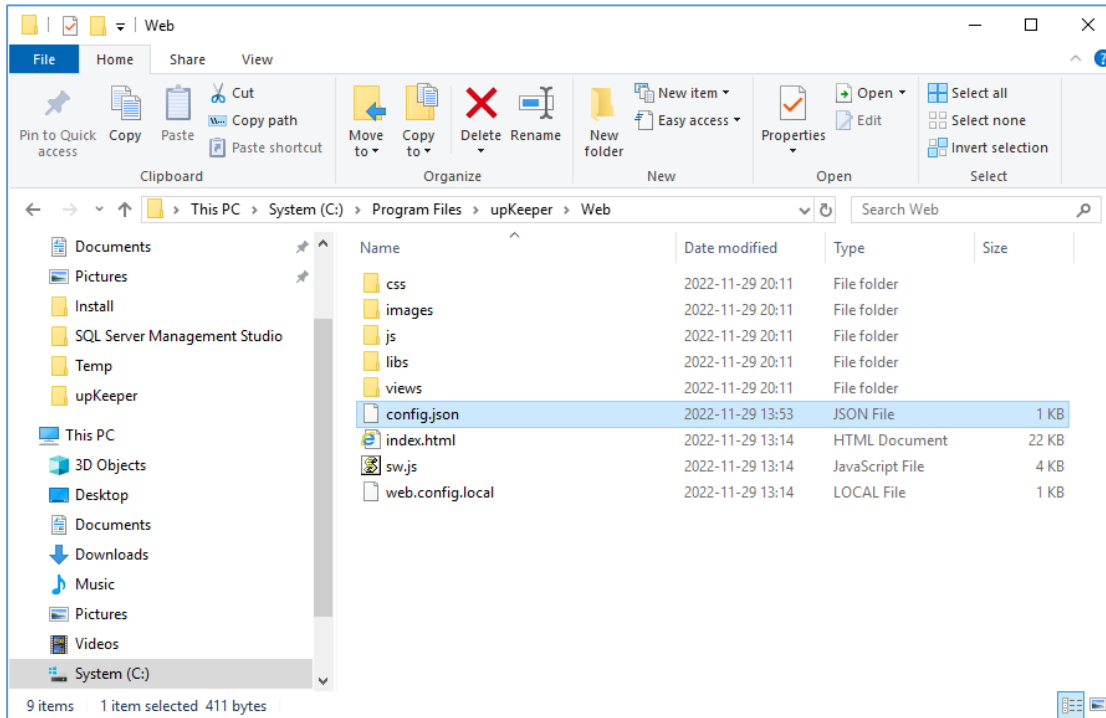 Web
File Home Share View
Pin to Quick access
Copy
Paste
Cut
Copy path
Paste shortcut
Clipboard
Move to
Copy to
Delete
Rename
Organize
New folder
New item
Easy access
New
Properties
Open
Edit
Open
Select all
Select none
Invert selection
Select
This PC > System (C:) > Program Files > upKeeper > Web
Search Web
Documents
Pictures
Install
SQL Server Management Studio
Temp
upKeeper
This PC
3D Objects
Desktop
Documents
Downloads
Music
Pictures
Videos
System (C:)
Name Date modified Type Size
css 2022-11-29 20:11 File folder
images 2022-11-29 20:11 File folder
js 2022-11-29 20:11 File folder
libs 2022-11-29 20:11 File folder
views 2022-11-29 20:11 File folder
config.json 2022-11-29 13:53 JSON File 1 KB
index.html 2022-11-29 13:14 HTML Document 22 KB
sw.js 2022-11-29 13:14 JavaScript File 4 KB
web.config.local 2022-11-29 13:14 LOCAL File 1 KB
9 items 1 item selected 411 bytes